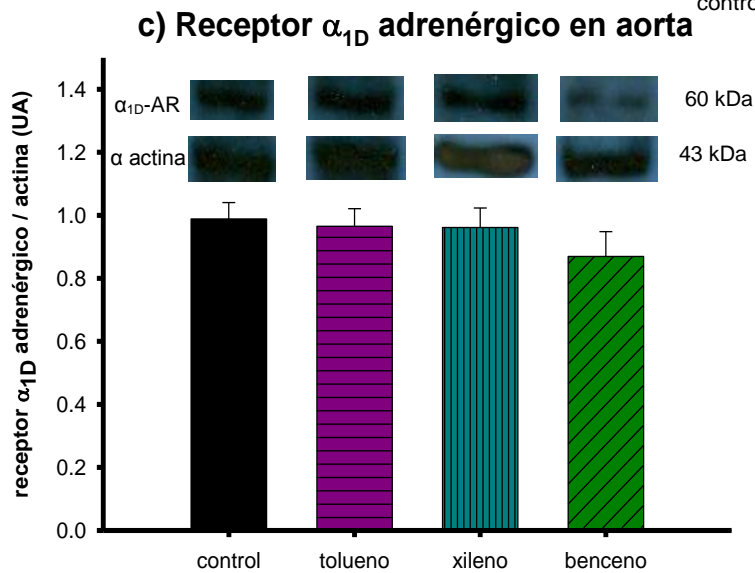 contro
c) Receptor α1D adrenérgico en aorta
receptor α1D adrenérgico / actina (UA)
1.4
1.2
1.0
0.8
0.6
0.4
0.2
0.0
α1D-AR
60 kDa
α actina
43 kDa
control
tolueno
xileno
benceno